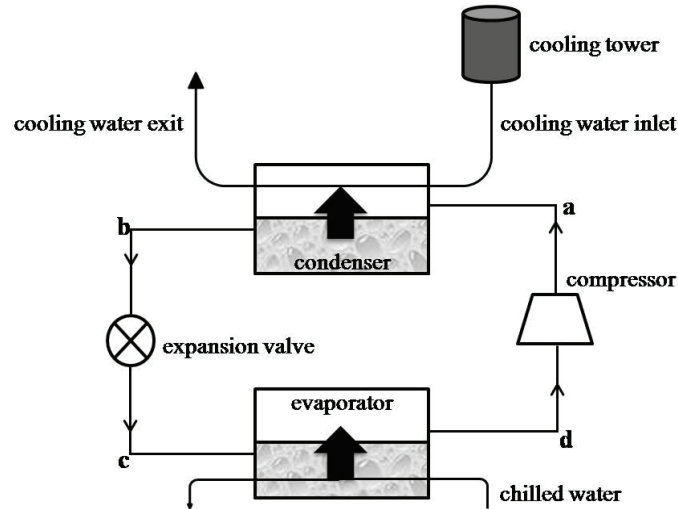 cooling tower
cooling water exit
cooling water inlet
b
a
condenser
compressor
expansion valve
evaporator
c
d
chilled water